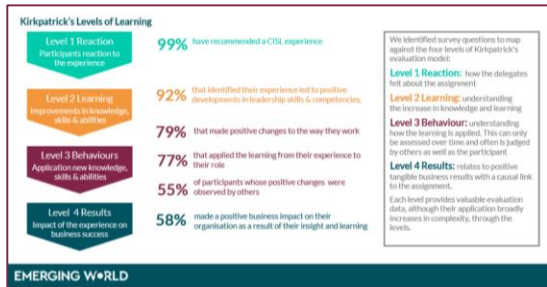 Kirkpatrick's Levels of Learning
Level 1 Reaction
Participants reaction to
the experience
99% have recommended a CISL experience
Level 2 Learning
Improvements in knowledge,
skills & abilities
92% that identified their experience led to positive
developments in leadership skills & competencies.
79% that made positive changes to the way they work
Level 3 Behaviours
Application new knowledge,
skills & abilities
77% that applied the learning from their experience to
their role
55% of participants whose positive changes were
observed by others
Level 4 Results
Impact of the experience on
business success
58% made a positive business impact on their
organisation as a result of their insight and learning
We identified survey questions to map
against the four levels of Kirkpatrick's
evaluation model:
Level 1 Reaction: how the delegates
felt about the assignment
Level 2 Learning: understanding
the increase in knowledge and learning
Level 3 Behaviour: understanding
how the learning is applied. This can only
be assessed over time and often is judged
by others as well as the participant
Level 4 Results: relates to positive
tangible business results with a causal link
to the assignment.
Each level provides valuable evaluation
data, although their application broadly
increases in complexity, through the
levels.
EMERGING WORLD